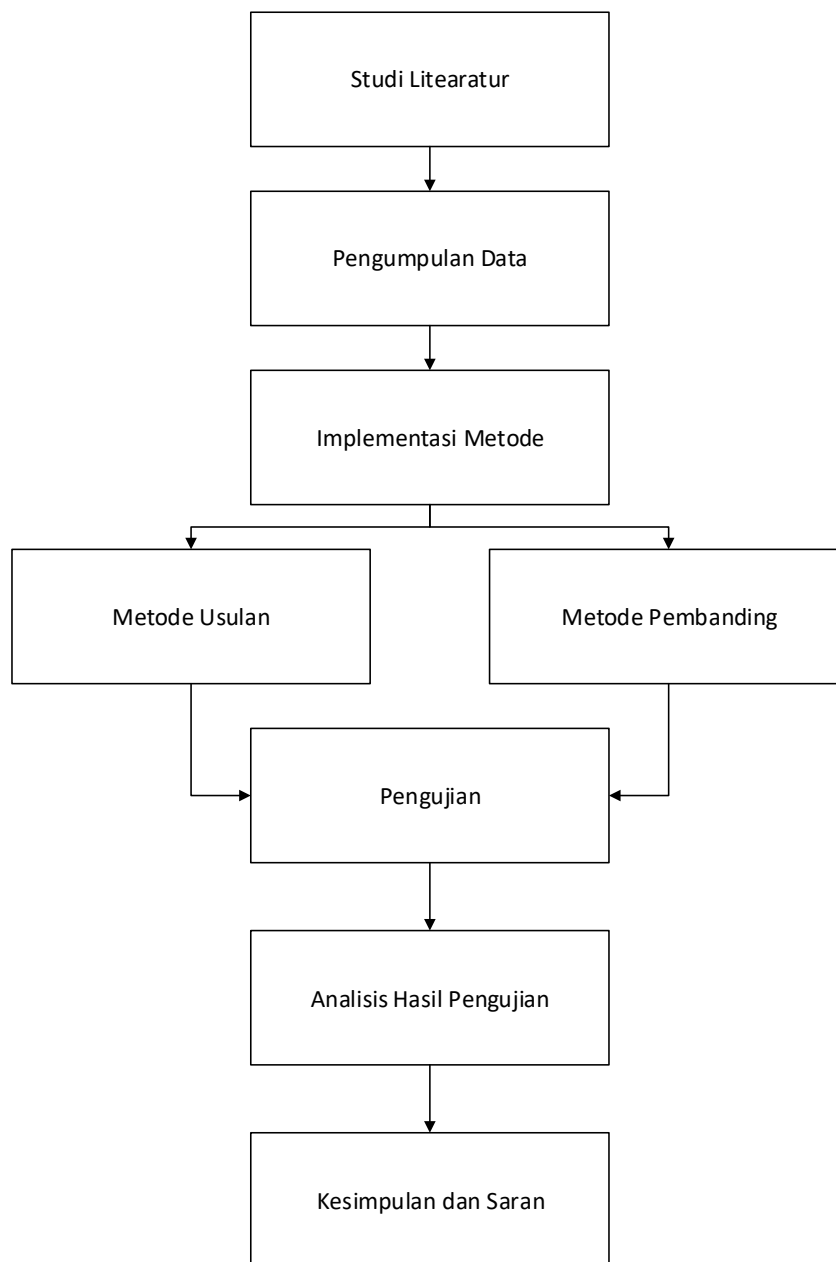 Studi Litearatur
Pengumpulan Data
Implementasi Metode
Metode Usulan
Metode Pembanding
Pengujian
Analisis Hasil Pengujian
Kesimpulan dan Saran